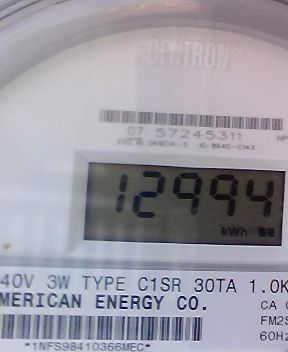 CENTRON
07 57245311
12994
kWh
40V 3W TYPE C1SR 30TA 1.0K
MERICAN ENERGY CO.
CA
FM2S
60Hz
*1NFS98410366MEC*